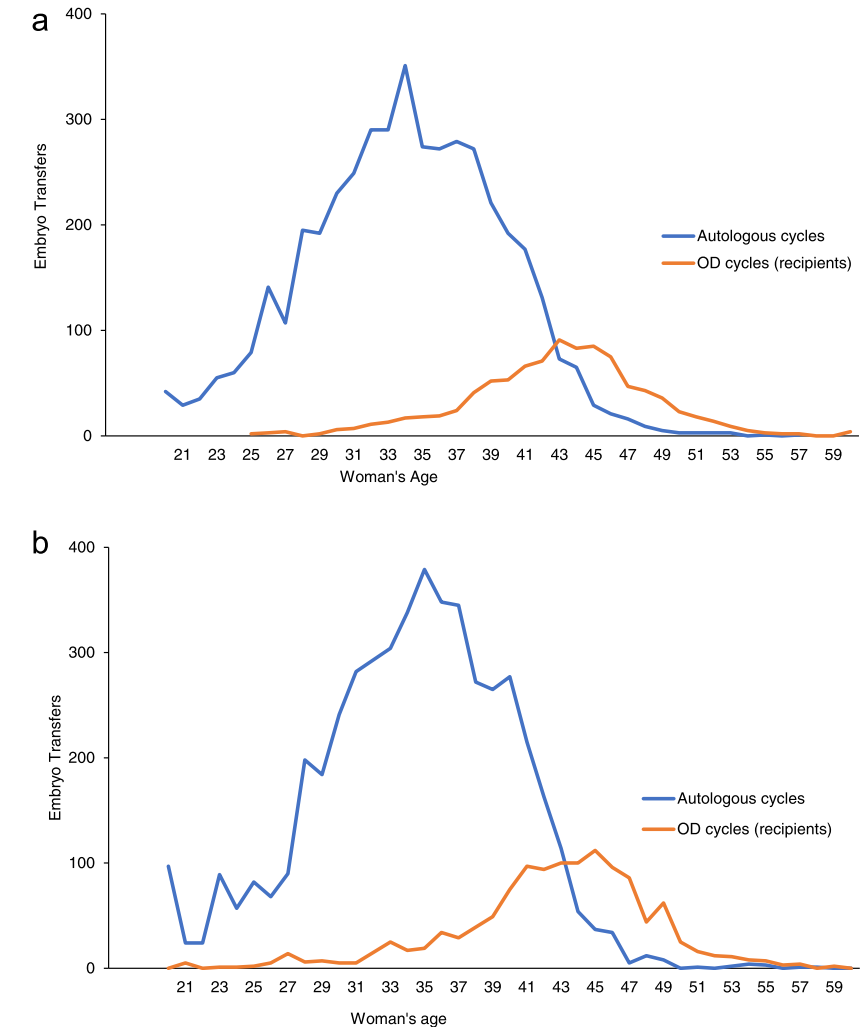 a
400
300
200
100
0
Embryo Transfers
Autologous cycles
OD cycles (recipients)
21 23 25 27 29 31 33 35 37 39 41 43 45 47 49 51 53 55 57 59
Woman's Age
b
400
300
200
100
0
Embryo Transfers
Autologous cycles
OD cycles (recipients)
21 23 25 27 29 31 33 35 37 39 41 43 45 47 49 51 53 55 57 59
Woman's age